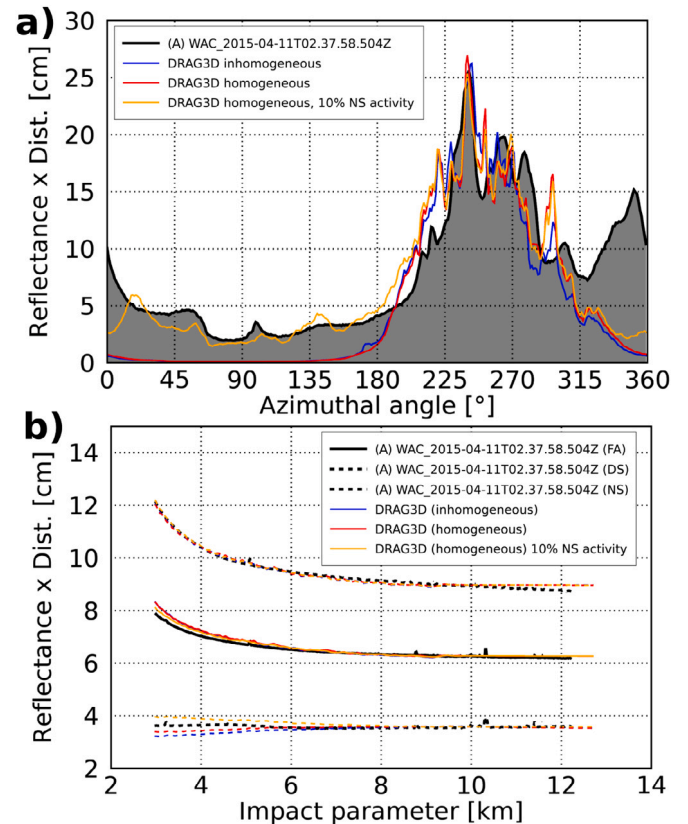 a)
30
25
20
15
10
5
0
Reflectance x Dist. [cm]
(A) WAC_2015-04-11T02.37.58.504Z
DRAG3D inhomogeneous
DRAG3D homogeneous
DRAG3D homogeneous, 10% NS activity
0 45 90 135 180 225 270 315 360
Azimuthal angle [°]
b)
14
12
10
8
6
4
2
Reflectance x Dist. [cm]
(A) WAC_2015-04-11T02.37.58.504Z (FA)
(A) WAC_2015-04-11T02.37.58.504Z (DS)
(A) WAC_2015-04-11T02.37.58.504Z (NS)
DRAG3D (inhomogeneous)
DRAG3D (homogeneous)
DRAG3D (homogeneous) 10% NS activity
2 4 6 8 10 12 14
Impact parameter [km]